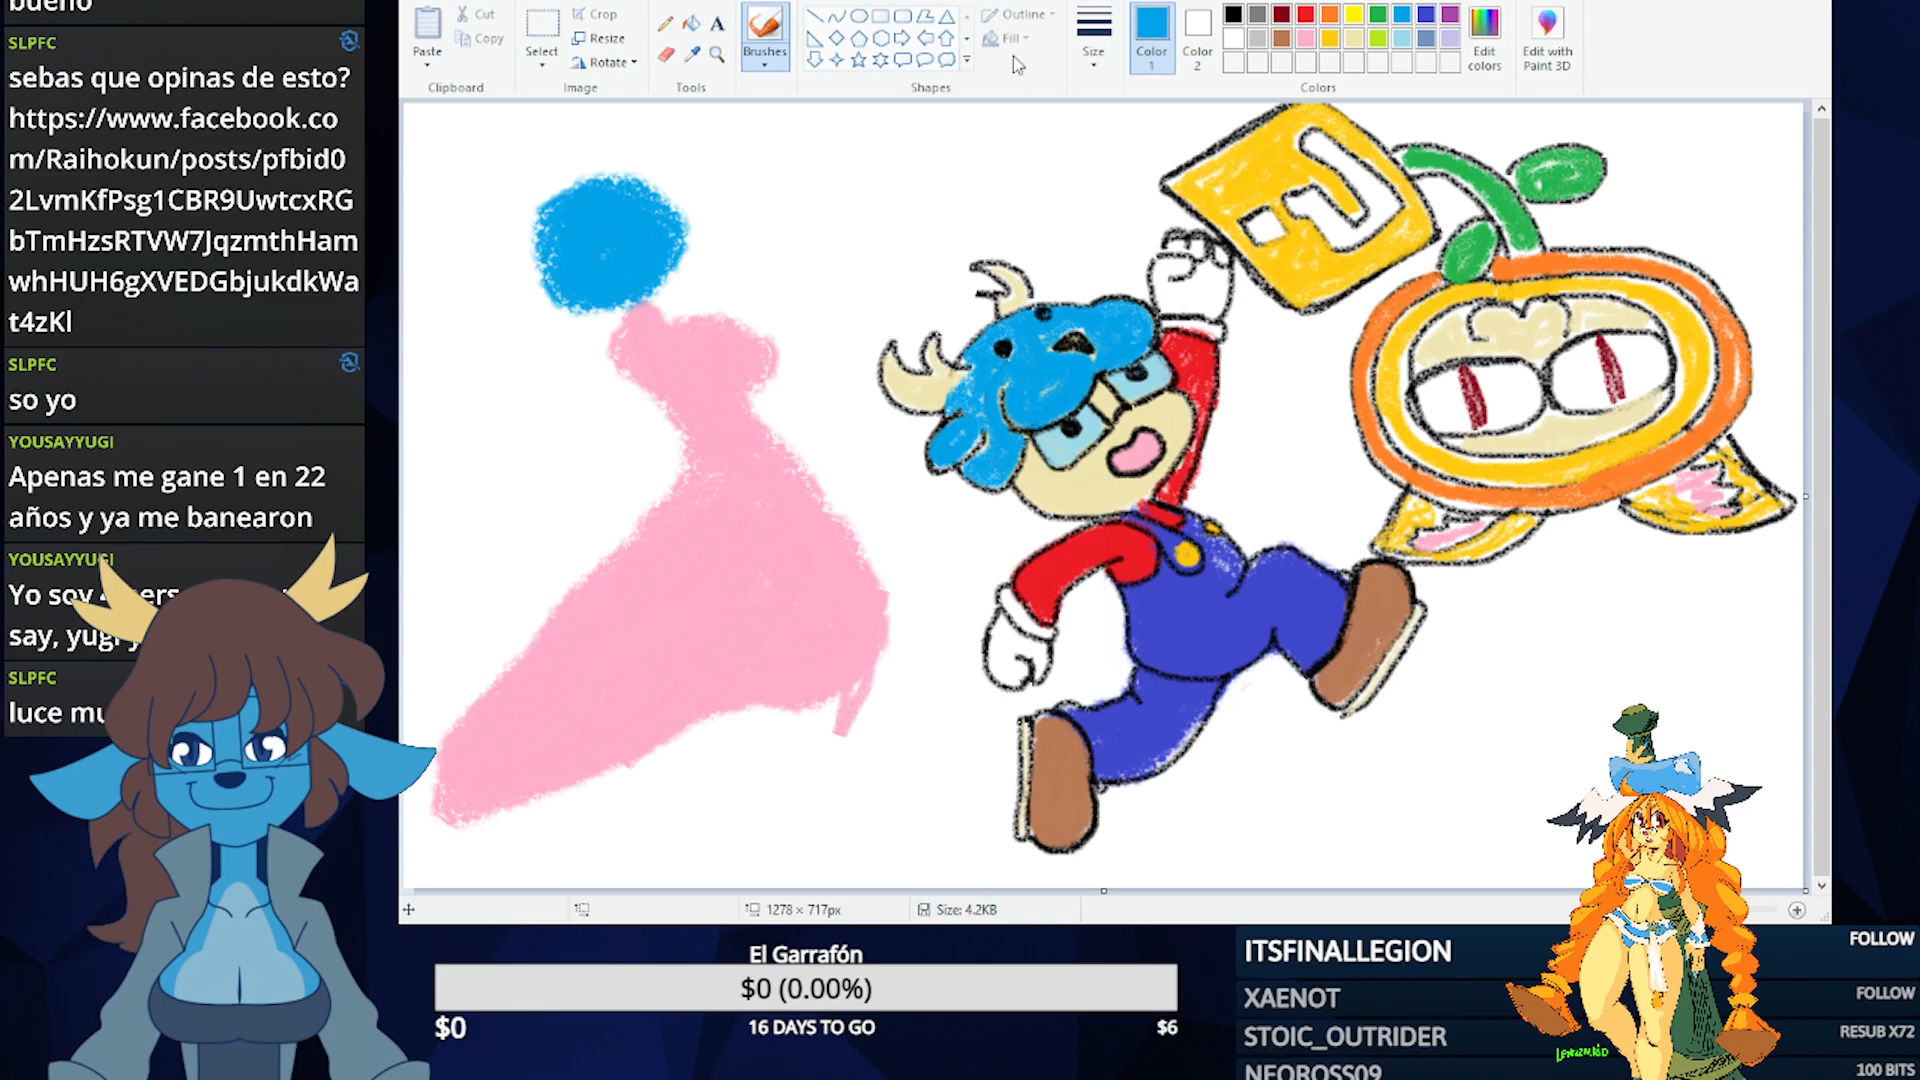 bueno
SLPFC
sebas que opinas de esto?
https://www.facebook.co
m/Raihokun/posts/pfbid0
2LvmKfPsg1CBR9UwtcxRG
bTmHzsRTVW7JqzmthHam
whHUH6gXVEDGbjukdkWa
t4zKl
SLPFC
so yo
YOUSAYYUGI
Apenas me gane 1 en 22
años y ya me banearon
YOUSAYYUGI
Yo soy
say, yugi
SLPFC
luce
Paste
Cut
Copy
Clipboard
Select
Crop
Resize
Rotate
Image
A
Tools
Brushes
Outline
Fill
Shapes
Size
Color
1
Color
2
Edit
colors
Edit with
Paint 3D
Colors
?
1278 × 717px
Size: 4.2KB
El Garrafón
$0 (0.00%)
$0
16 DAYS TO GO
$6
ITSFINALLEGION
FOLLOW
XAENOT
FOLLOW
STOIC_OUTRIDER
RESUB X72
NEOROSS09
100 BITS